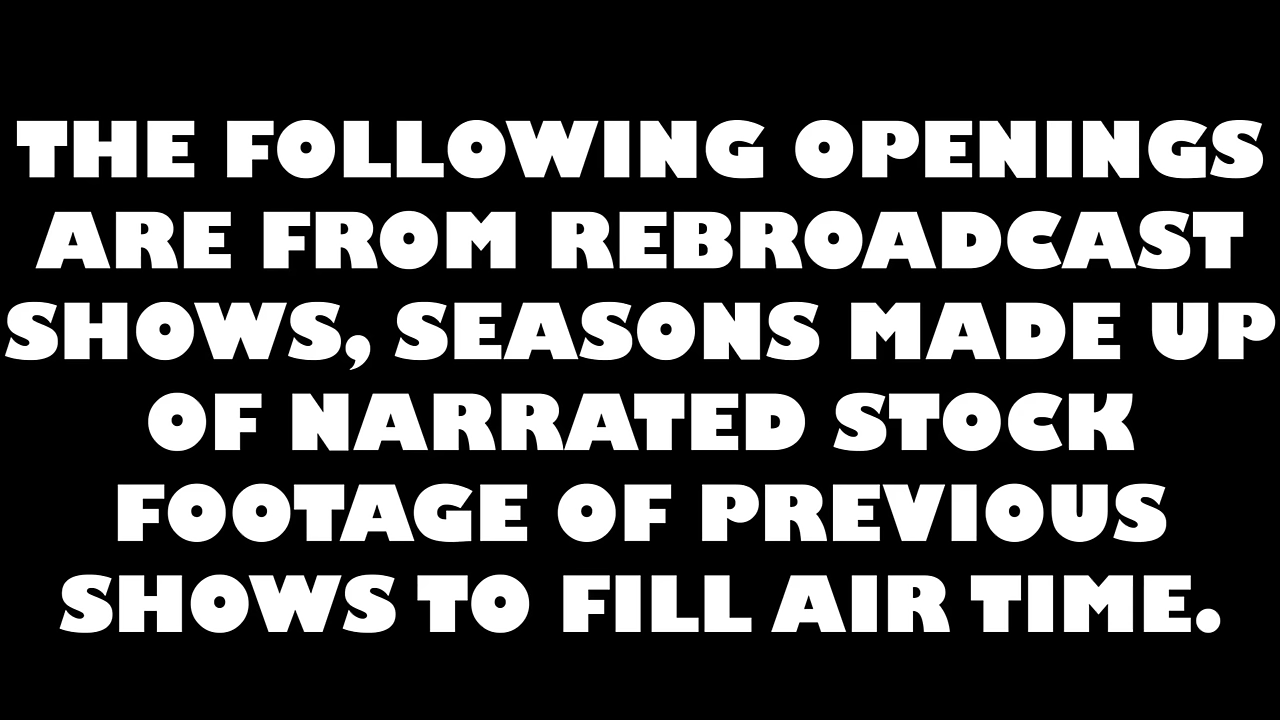 THE FOLLOWING OPENINGS
ARE FROM REBROADCAST
SHOWS, SEASONS MADE UP
OF NARRATED STOCK
FOOTAGE OF PREVIOUS
SHOWS TO FILL AIR TIME.